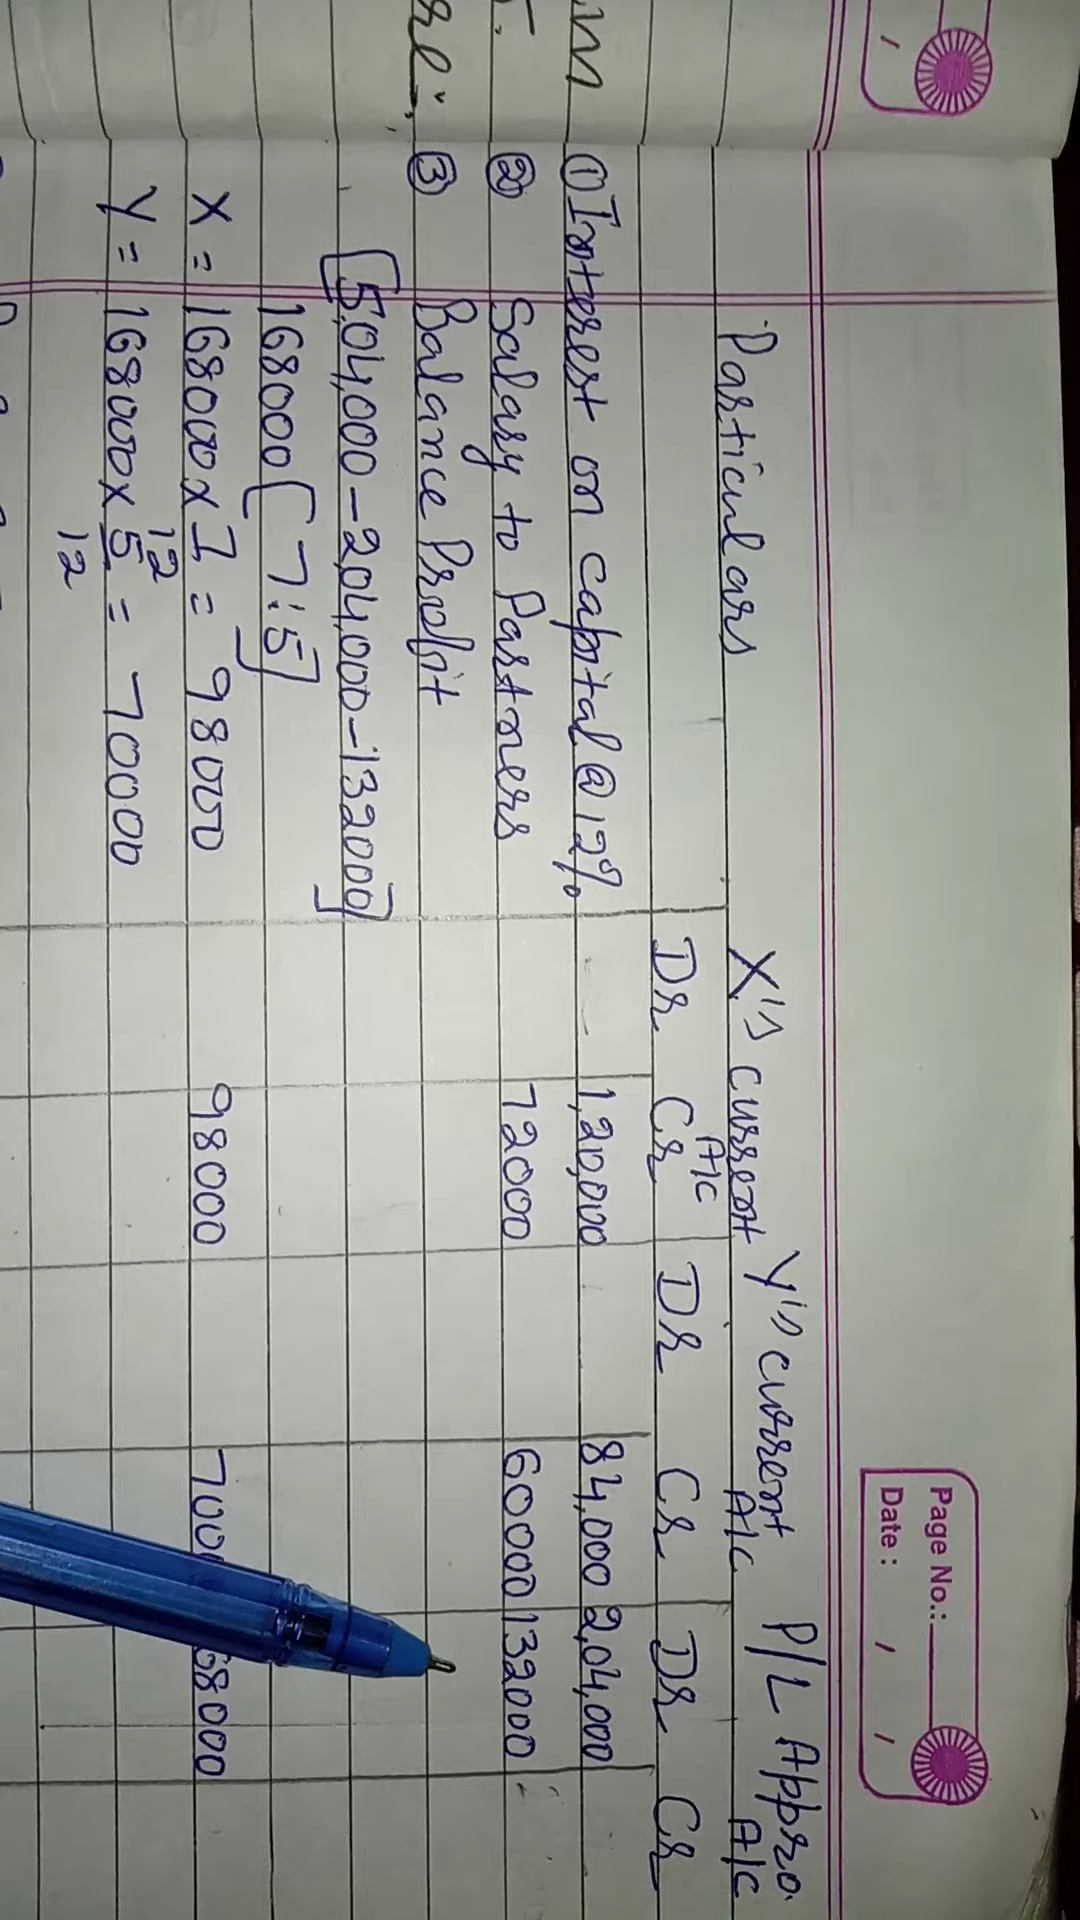 Page No.:
Date : / /
Particulars X's current A/c Y's current A/c P/L Appro. A/c
Dr Cr Dr Cr Dr Cr
① Interest on capital @ 12% 1,20,000 84,000 2,04,000
② Salary to Partners 72000 60000 132000
③ Balance Profit
[5,04,000-2,04,000-132000]
168000 [7:5]
X = 168000 x 7/12 = 98000 98000
Y = 168000 x 5/12 = 70000